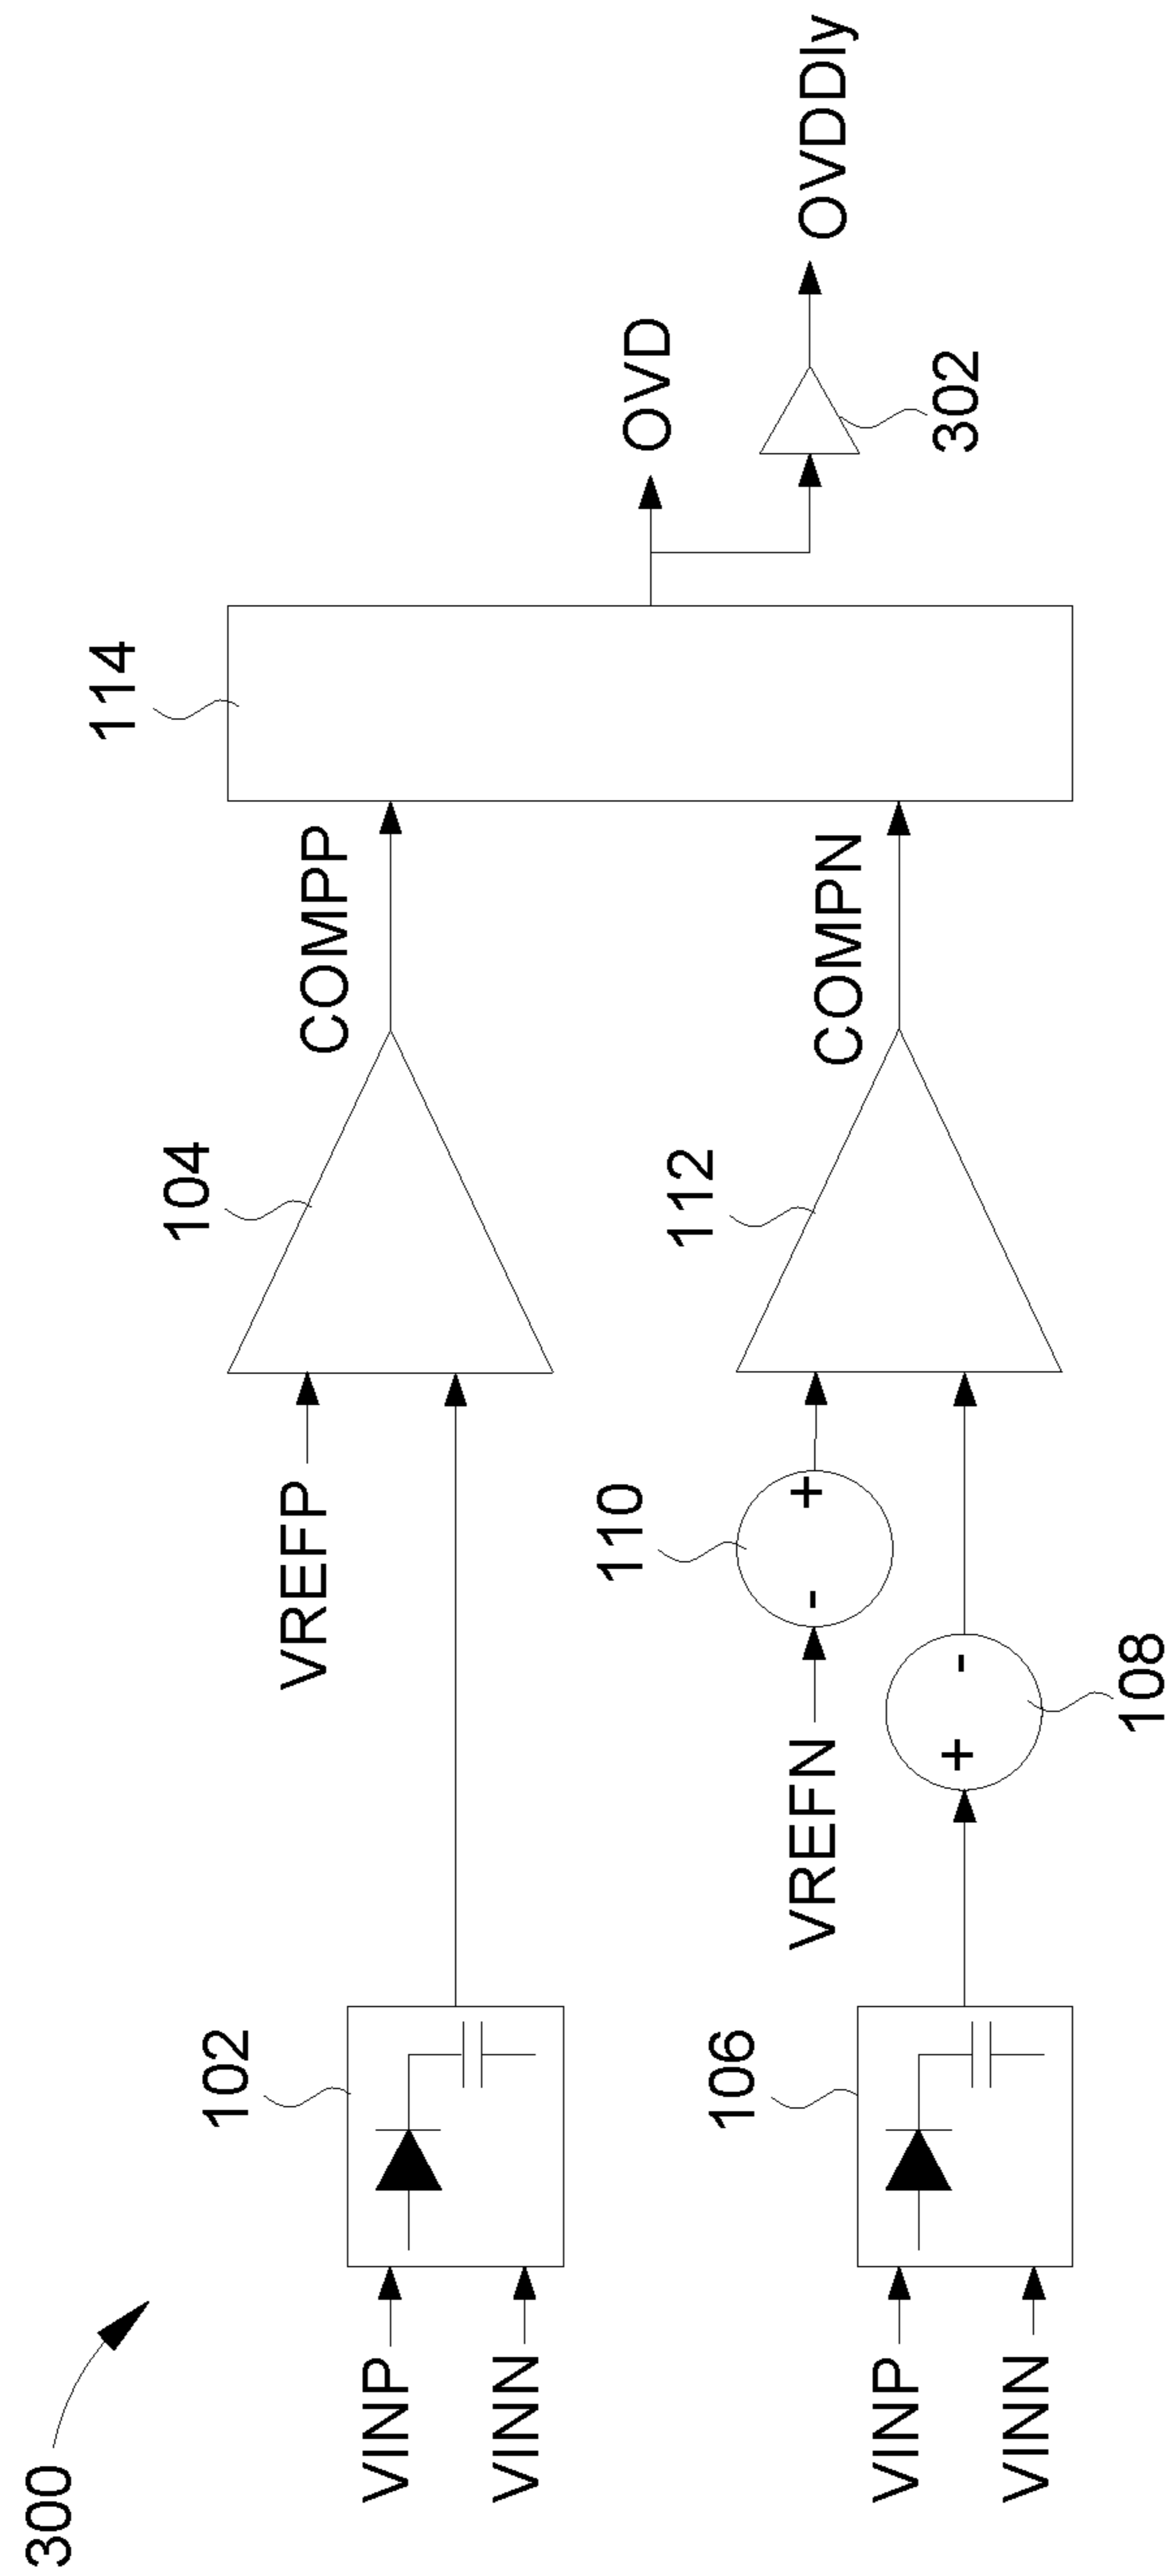 300
VINP
VINN
102
VREFP
104
COMPP
114
OVD
OVDDly
302
VINP
VINN
106
VREFN
110
+
-
108
+
-
112
COMPN